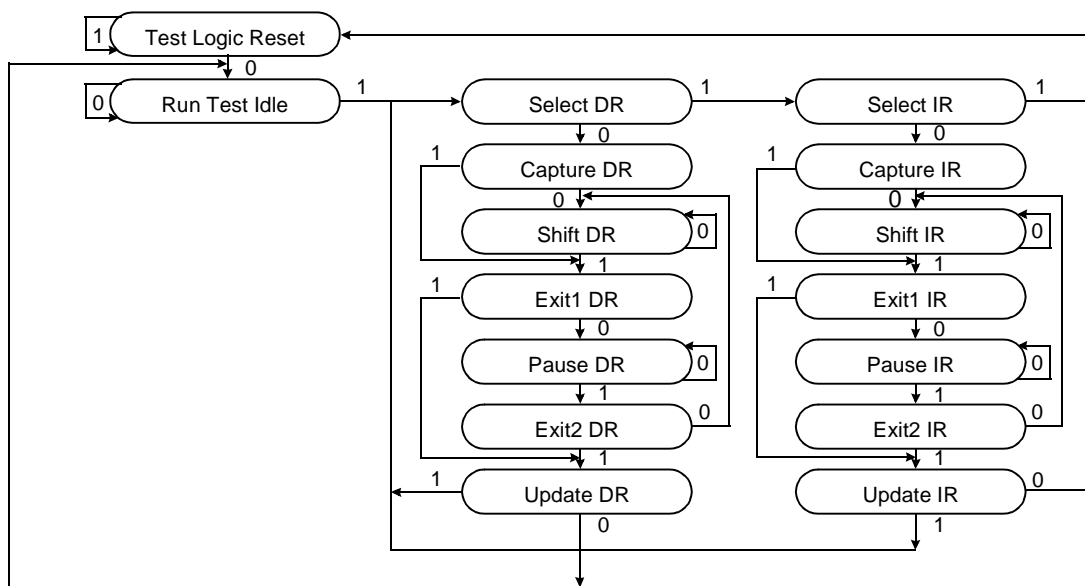 1 Test Logic Reset
0
0 Run Test Idle 1 Select DR 1 Select IR 1
0 0
1 Capture DR 1 Capture IR
0 0
Shift DR 0 Shift IR 0
1 1
1 Exit1 DR 1 Exit1 IR
0 0
Pause DR 0 Pause IR 0
1 1
Exit2 DR 0 Exit2 IR 0
1 1
1 Update DR Update IR 0
0 1